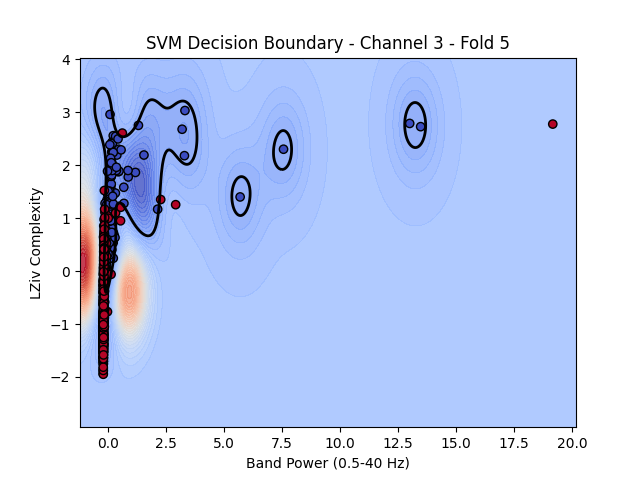 SVM Decision Boundary - Channel 3 - Fold 5
4
3
2
1
0
−1
−2
LZiv Complexity
0.0 2.5 5.0 7.5 10.0 12.5 15.0 17.5 20.0
Band Power (0.5-40 Hz)